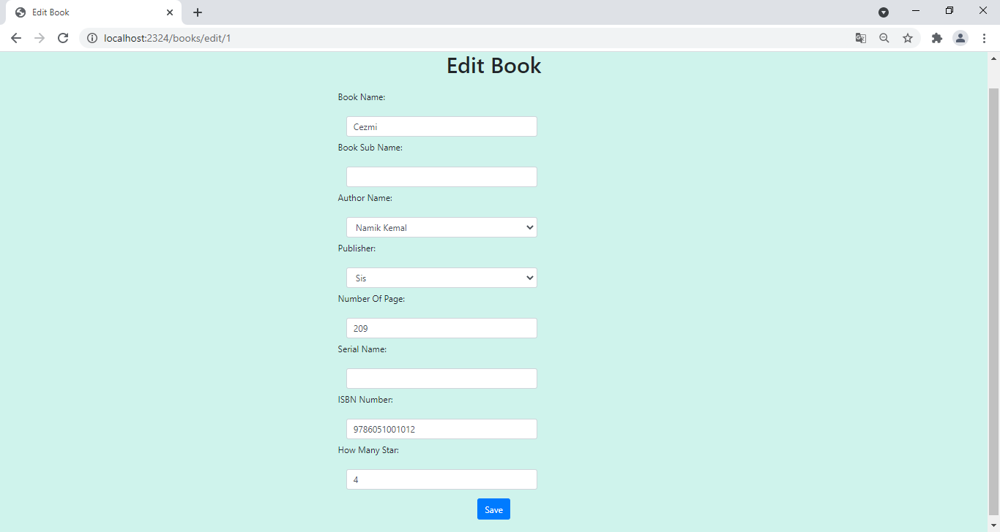 Edit Book
localhost:2324/books/edit/1
Edit Book
Book Name:
Cezmi
Book Sub Name:
Author Name:
Namik Kemal
Publisher:
Sis
Number Of Page:
209
Serial Name:
ISBN Number:
9786051001012
How Many Star:
4
Save